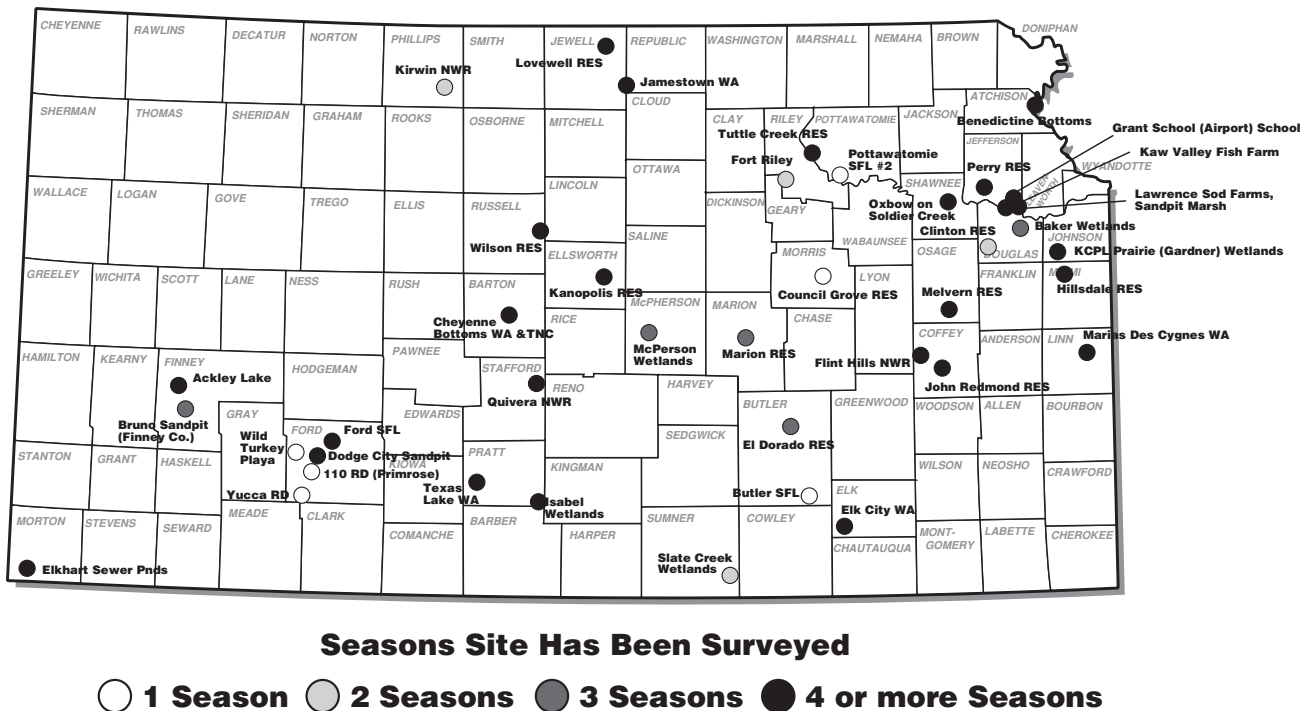 CHEYENNE
RAWLINS
DECATUR
NORTON
PHILLIPS
SMITH
JEWELL
REPUBLIC
WASHINGTON
MARSHALL
NEMAHA
BROWN
DONIPHAN
Kirwin NWR
Lovewell RES
Jamestown WA
SHERMAN
THOMAS
SHERIDAN
GRAHAM
ROOKS
OSBORNE
MITCHELL
CLOUD
CLAY
RILEY
POTTAWATOMIE
JACKSON
ATCHISON
Benedictine Bottoms
Tuttle Creek RES
Grant School (Airport) School
JEFFERSON
Kaw Valley Fish Farm
Fort Riley
Pottawatomie
SFL #2
Perry RES
WYANDOTTE
LEAVEN
WORTH
WALLACE
LOGAN
GOVE
TREGO
ELLIS
RUSSELL
LINCOLN
OTTAWA
DICKINSON
GEARY
SHAWNEE
Lawrence Sod Farms,
Sandpit Marsh
Oxbow on
Soldier Creek
Clinton RES
Baker Wetlands
Wilson RES
SALINE
ELLSWORTH
MORRIS
WABAUNSEE
OSAGE
DOUGLAS
JOHNSON
KCPL Prairie (Gardner) Wetlands
GREELEY
WICHITA
SCOTT
LANE
NESS
RUSH
BARTON
Kanopolis RES
Council Grove RES
LYON
Melvern RES
FRANKLIN
MIAMI
Hillsdale RES
Cheyenne
Bottoms WA &TNC
RICE
McPHERSON
MARION
CHASE
COFFEY
ANDERSON
LINN
Marias Des Cygnes WA
HAMILTON
KEARNY
FINNEY
HODGEMAN
PAWNEE
STAFFORD
McPerson
Wetlands
Marion RES
Flint Hills NWR
John Redmond RES
Ackley Lake
Quivera NWR
RENO
HARVEY
Bruno Sandpit
(Finney Co.)
GRAY
FORD
Ford SFL
EDWARDS
BUTLER
GREENWOOD
WOODSON
ALLEN
BOURBON
Wild
Turkey
Playa
Dodge City Sandpit
110 RD (Primrose)
KIOWA
PRATT
SEDGWICK
El Dorado RES
STANTON
GRANT
HASKELL
Yucca RD
Texas
Lake WA
KINGMAN
Isabel
Wetlands
Butler SFL
ELK
Elk City WA
WILSON
NEOSHO
CRAWFORD
MORTON
STEVENS
SEWARD
MEADE
CLARK
COMANCHE
BARBER
HARPER
SUMNER
COWLEY
CHAUTAUQUA
MONT-
GOMERY
LABETTE
CHEROKEE
Elkhart Sewer Pnds
Slate Creek
Wetlands
Seasons Site Has Been Surveyed
1 Season 2 Seasons 3 Seasons 4 or more Seasons